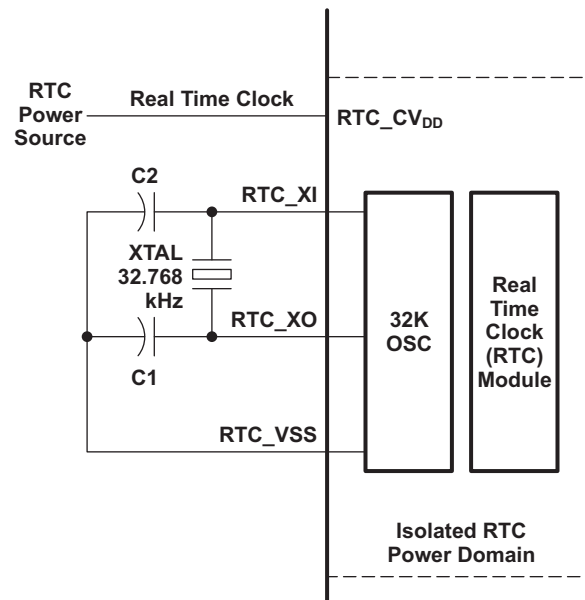 RTC
Power
Source
Real Time Clock
RTC_CVDD
C2
RTC_XI
XTAL
32.768
kHz
RTC_XO
C1
32K
OSC
Real
Time
Clock
(RTC)
Module
RTC_VSS
Isolated RTC
Power Domain